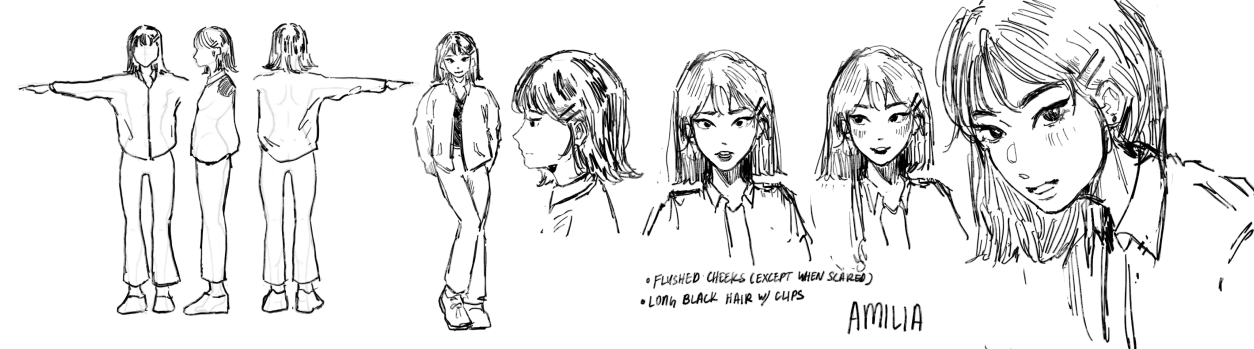 • FLUSHED CHEEKS (EXCEPT WHEN SCARED)
• LONG BLACK HAIR W/ CLIPS
AMILIA